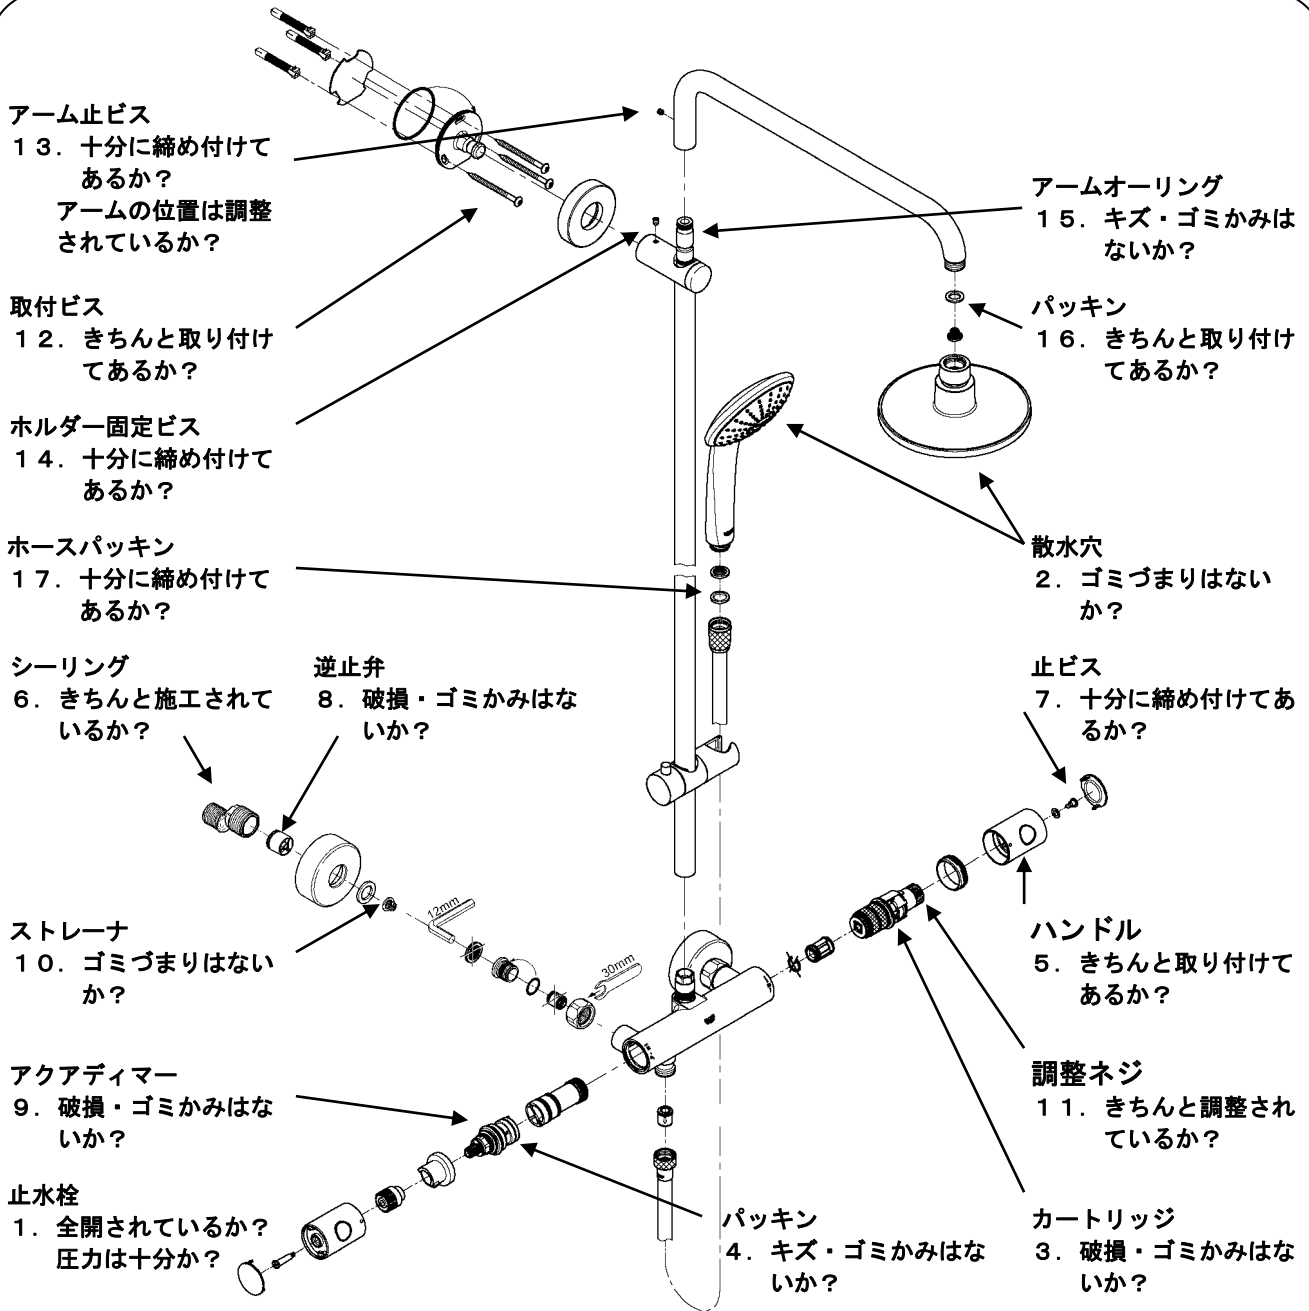 アーム止ビス
１３．十分に締め付けて
あるか？
アームの位置は調整
されているか？
取付ビス
１２．きちんと取り付け
てあるか？
ホルダー固定ビス
１４．十分に締め付けて
あるか？
ホースパッキン
１７．十分に締め付けて
あるか？
シーリング
６．きちんと施工されて
いるか？
逆止弁
８．破損・ゴミかみはな
いか？
ストレーナ
１０．ゴミづまりはない
か？
12mm
30mm
アクアディマー
９．破損・ゴミかみはな
いか？
止水栓
１．全開されているか？
圧力は十分か？
アームオーリング
１５．キズ・ゴミかみは
ないか？
パッキン
１６．きちんと取り付け
てあるか？
散水穴
２．ゴミづまりはない
か？
止ビス
７．十分に締め付けてあ
るか？
ハンドル
５．きちんと取り付けて
あるか？
調整ネジ
１１．きちんと調整され
ているか？
パッキン
４．キズ・ゴミかみはな
いか？
カートリッジ
３．破損・ゴミかみはな
いか？